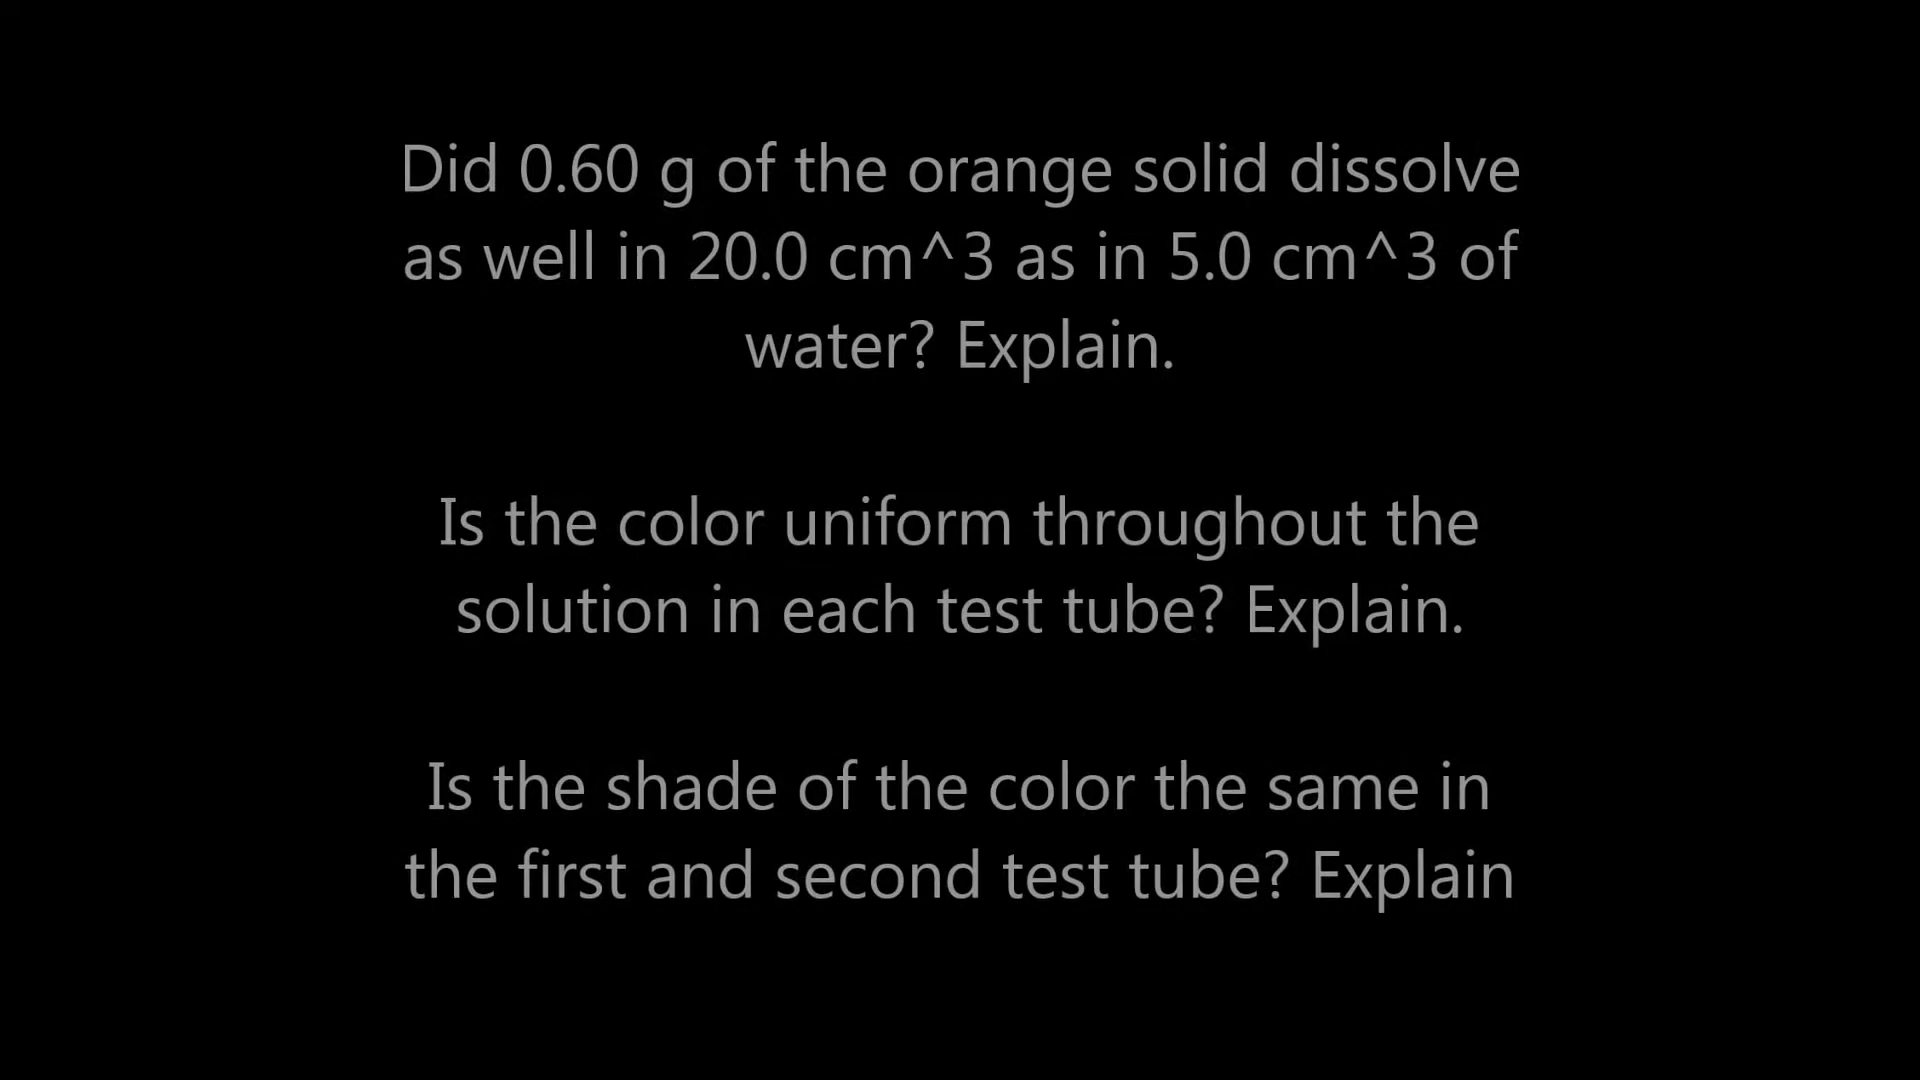 Did 0.60 g of the orange solid dissolve
as well in 20.0 cm^3 as in 5.0 cm^3 of
water? Explain.
Is the color uniform throughout the
solution in each test tube? Explain.
Is the shade of the color the same in
the first and second test tube? Explain